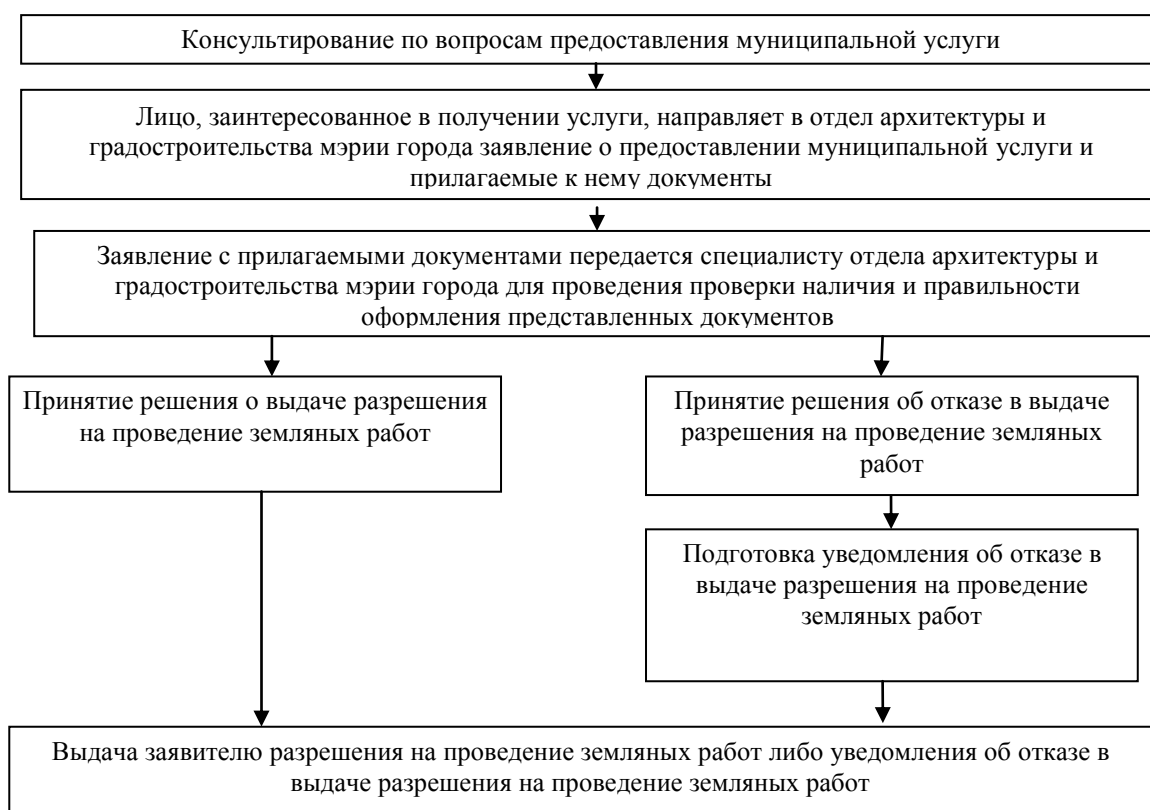 Консультирование по вопросам предоставления муниципальной услуги
Лицо, заинтересованное в получении услуги, направляет в отдел архитектуры и
градостроительства мэрии города заявление о предоставлении муниципальной услуги и
прилагаемые к нему документы
Заявление с прилагаемыми документами передается специалисту отдела архитектуры и
градостроительства мэрии города для проведения проверки наличия и правильности
оформления представленных документов
Принятие решения о выдаче разрешения
на проведение земляных работ
Принятие решения об отказе в выдаче
разрешения на проведение земляных
работ
Подготовка уведомления об отказе в
выдаче разрешения на проведение
земляных работ
Выдача заявителю разрешения на проведение земляных работ либо уведомления об отказе в
выдаче разрешения на проведение земляных работ